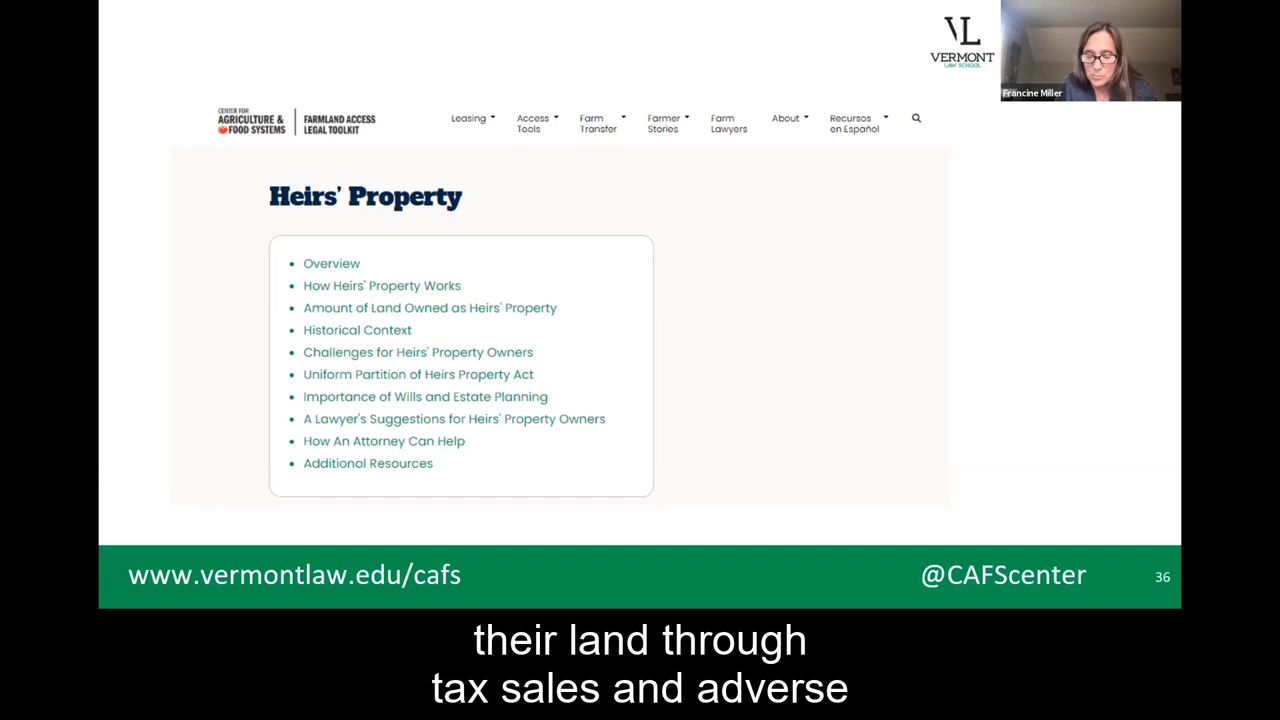 VL
VERMONT
LAW SCHOOL
Francine Miller
CENTER FOR
AGRICULTURE &
FOOD SYSTEMS
FARMLAND ACCESS
LEGAL TOOLKIT
Leasing
Access
Tools
Farm
Transfer
Farmer
Stories
Farm
Lawyers
About
Recursos
en Español
Heirs' Property
• Overview
• How Heirs' Property Works
• Amount of Land Owned as Heirs' Property
• Historical Context
• Challenges for Heirs' Property Owners
• Uniform Partition of Heirs Property Act
• Importance of Wills and Estate Planning
• A Lawyer's Suggestions for Heirs' Property Owners
• How An Attorney Can Help
• Additional Resources
www.vermontlaw.edu/cafs
@CAFScenter
36
their land through
tax sales and adverse